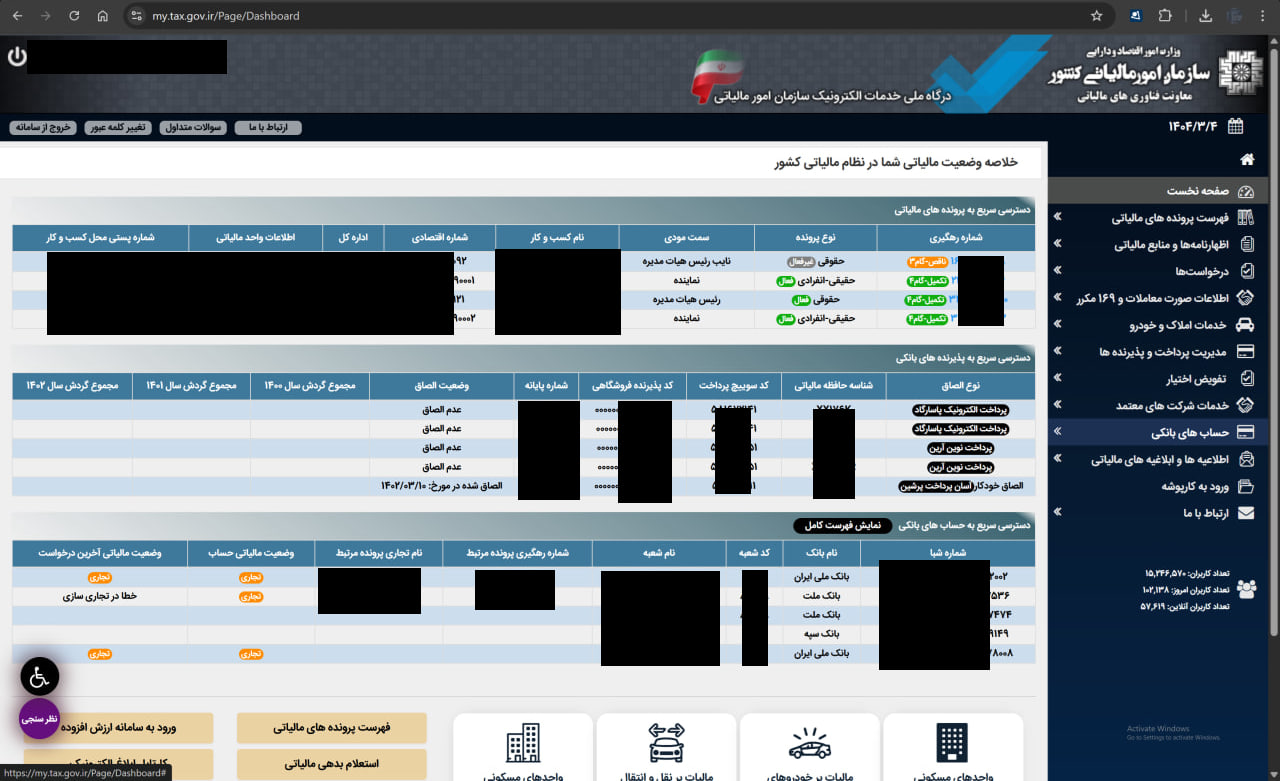 my.tax.gov.ir/Page/Dashboard
وزارت امور اقتصاد و دارایی
سازمان امور مالیاتی کشور
معاونت فناوری های مالیاتی
درگاه ملی خدمات الکترونیک سازمان امور مالیاتی
۱۴۰۴/۳/۴
ارتباط با ما
سوالات متداول
تغییر کلمه عبور
خروج از سامانه
صفحه نخست
فهرست پرونده های مالیاتی
اظهارنامه‌ها و منابع مالیاتی
درخواست‌ها
اطلاعات صورت معاملات و ۱۶۹ مکرر
خدمات املاک و خودرو
مدیریت پرداخت و پذیرنده ها
تفویض اختیار
خدمات شرکت های معتمد
حساب های بانکی
اطلاعیه ها و ابلاغیه های مالیاتی
ورود به کارپوشه
ارتباط با ما
تعداد کاربران: ۱۵,۲۴۶,۵۷۰
تعداد کاربران امروز: ۱۰۲,۱۳۸
تعداد کاربران آنلاین: ۵۷,۶۱۹
خلاصه وضعیت مالیاتی شما در نظام مالیاتی کشور
دسترسی سریع به پرونده های مالیاتی
شماره رهگیری نوع پرونده سمت مودی نام کسب و کار شماره اقتصادی اداره کل اطلاعات واحد مالیاتی شماره پستی محل کسب و کار
ناقص-گام۳ حقوقی غیرفعال نایب رئیس هیات مدیره ۰۹۲
تکمیل-گام۴ حقیقی-انفرادی فعال نماینده ۹۰۰۰۱
تکمیل-گام۴ حقوقی فعال رئیس هیات مدیره ۱۲۱
تکمیل-گام۴ حقیقی-انفرادی فعال نماینده ۹۰۰۰۲
دسترسی سریع به پذیرنده های بانکی
نوع الصاق شناسه حافظه مالیاتی کد سوییچ پرداخت کد پذیرنده فروشگاهی شماره پایانه وضعیت الصاق مجموع گردش سال ۱۴۰۰ مجموع گردش سال ۱۴۰۱ مجموع گردش سال ۱۴۰۲
پرداخت الکترونیک پاسارگاد عدم الصاق
پرداخت الکترونیک پاسارگاد عدم الصاق
پرداخت نوین آرین عدم الصاق
پرداخت نوین آرین عدم الصاق
الصاق خودکار آسان پرداخت پرشین الصاق شده در مورخ: ۱۴۰۲/۰۳/۱۰
دسترسی سریع به حساب های بانکی نمایش فهرست کامل
شماره شبا نام بانک کد شعبه نام شعبه شماره رهگیری پرونده مرتبط نام تجاری پرونده مرتبط وضعیت مالیاتی حساب وضعیت مالیاتی آخرین درخواست
۲۰۰۲ بانک ملی ایران تجاری تجاری
۷۵۳۶ بانک ملت تجاری خطا در تجاری سازی
۷۴۷۴ بانک ملت
۹۱۴۹ بانک سپه
۷۸۰۰۸ بانک ملی ایران تجاری تجاری
واحدهای مسکونی
مالیات بر خودروهای
مالیات بر نقل و انتقال
واحدهای مسکونی
فهرست پرونده های مالیاتی
ورود به سامانه ارزش افزوده
استعلام بدهی مالیاتی
نظر سنجی
Activate Windows
Go to Settings to activate Windows.
https://my.tax.gov.ir/Page/Dashboard#